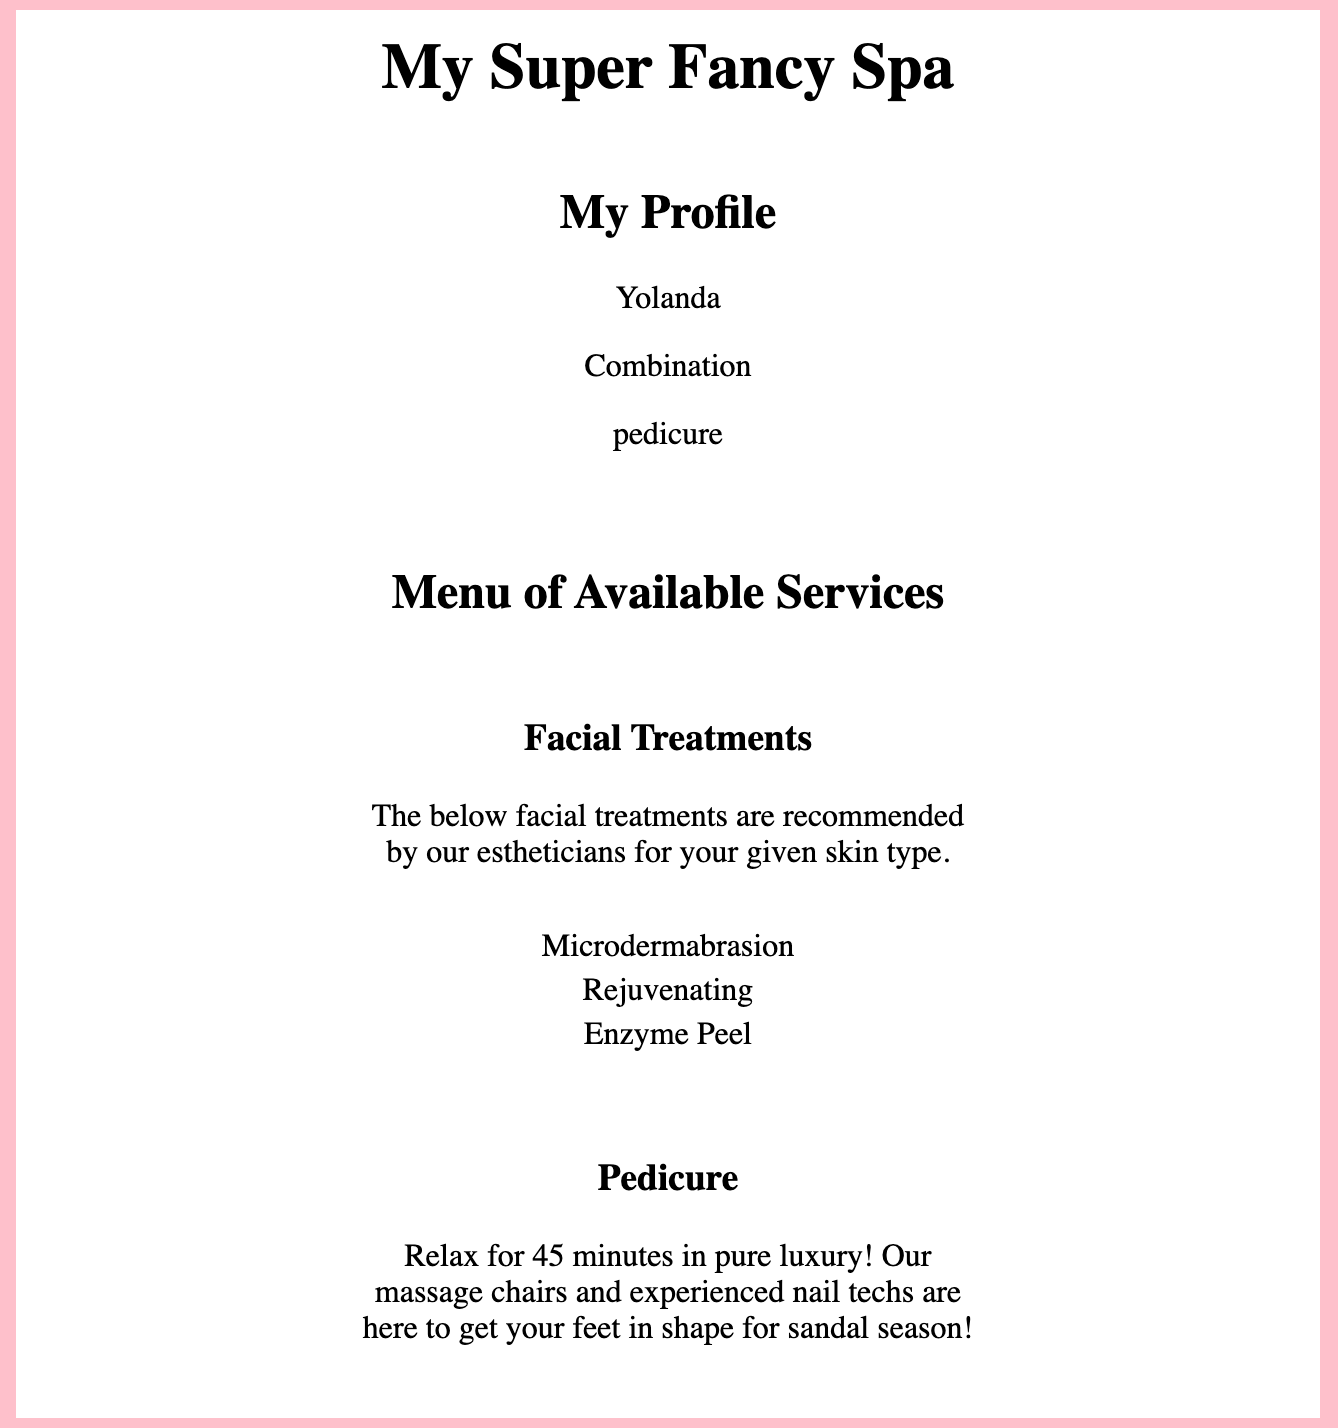 My Super Fancy Spa
My Profile
Yolanda
Combination
pedicure
Menu of Available Services
Facial Treatments
The below facial treatments are recommended
by our estheticians for your given skin type.
Microdermabrasion
Rejuvenating
Enzyme Peel
Pedicure
Relax for 45 minutes in pure luxury! Our
massage chairs and experienced nail techs are
here to get your feet in shape for sandal season!